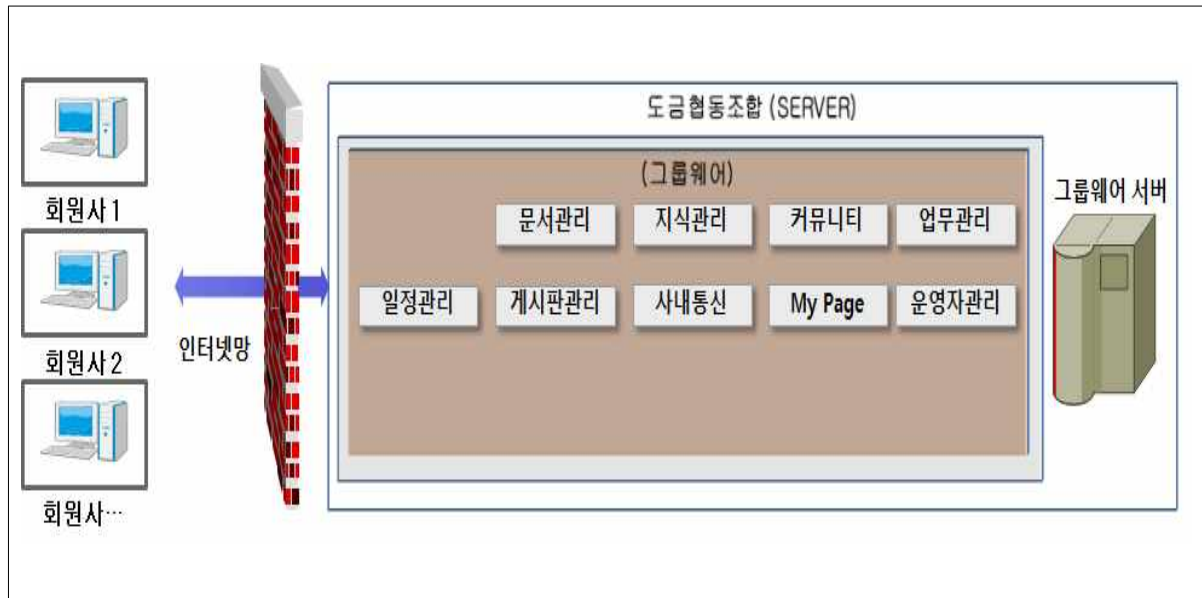 도금협동조합 (SERVER)
(그룹웨어)
문서관리 지식관리 커뮤니티 업무관리
일정관리 게시판관리 사내통신 My Page 운영자관리
그룹웨어 서버
회원사 1
회원사 2
회원사…
인터넷망